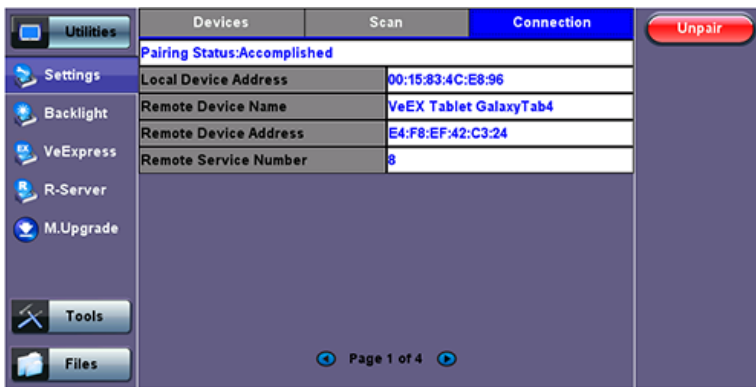 Utilities
Devices
Scan
Connection
Unpair
Pairing Status:Accomplished
Settings
Local Device Address
00:15:83:4C:E8:96
Remote Device Name
VeEX Tablet GalaxyTab4
Backlight
Remote Device Address
E4:F8:EF:42:C3:24
VeExpress
Remote Service Number
8
R-Server
M.Upgrade
Tools
Files
Page 1 of 4